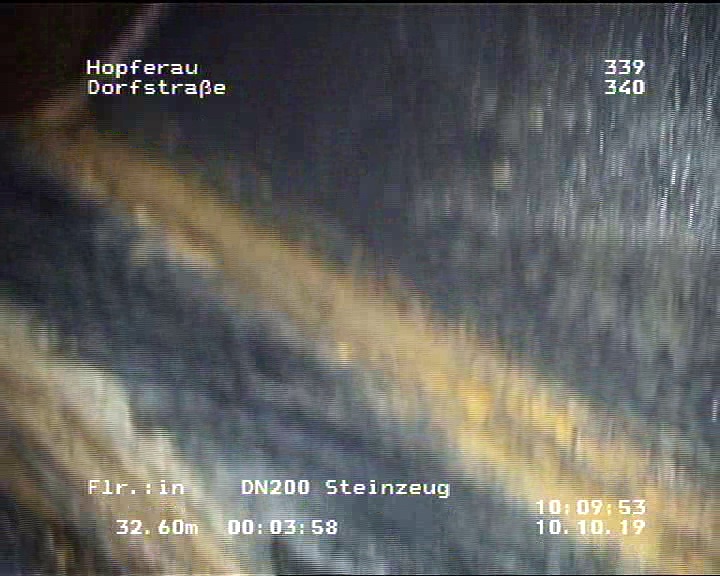 Hopferau 339
Dorfstraße 340
Flr.:in DN200 Steinzeug
10:09:53
32.60m 00:03:58 10.10.19